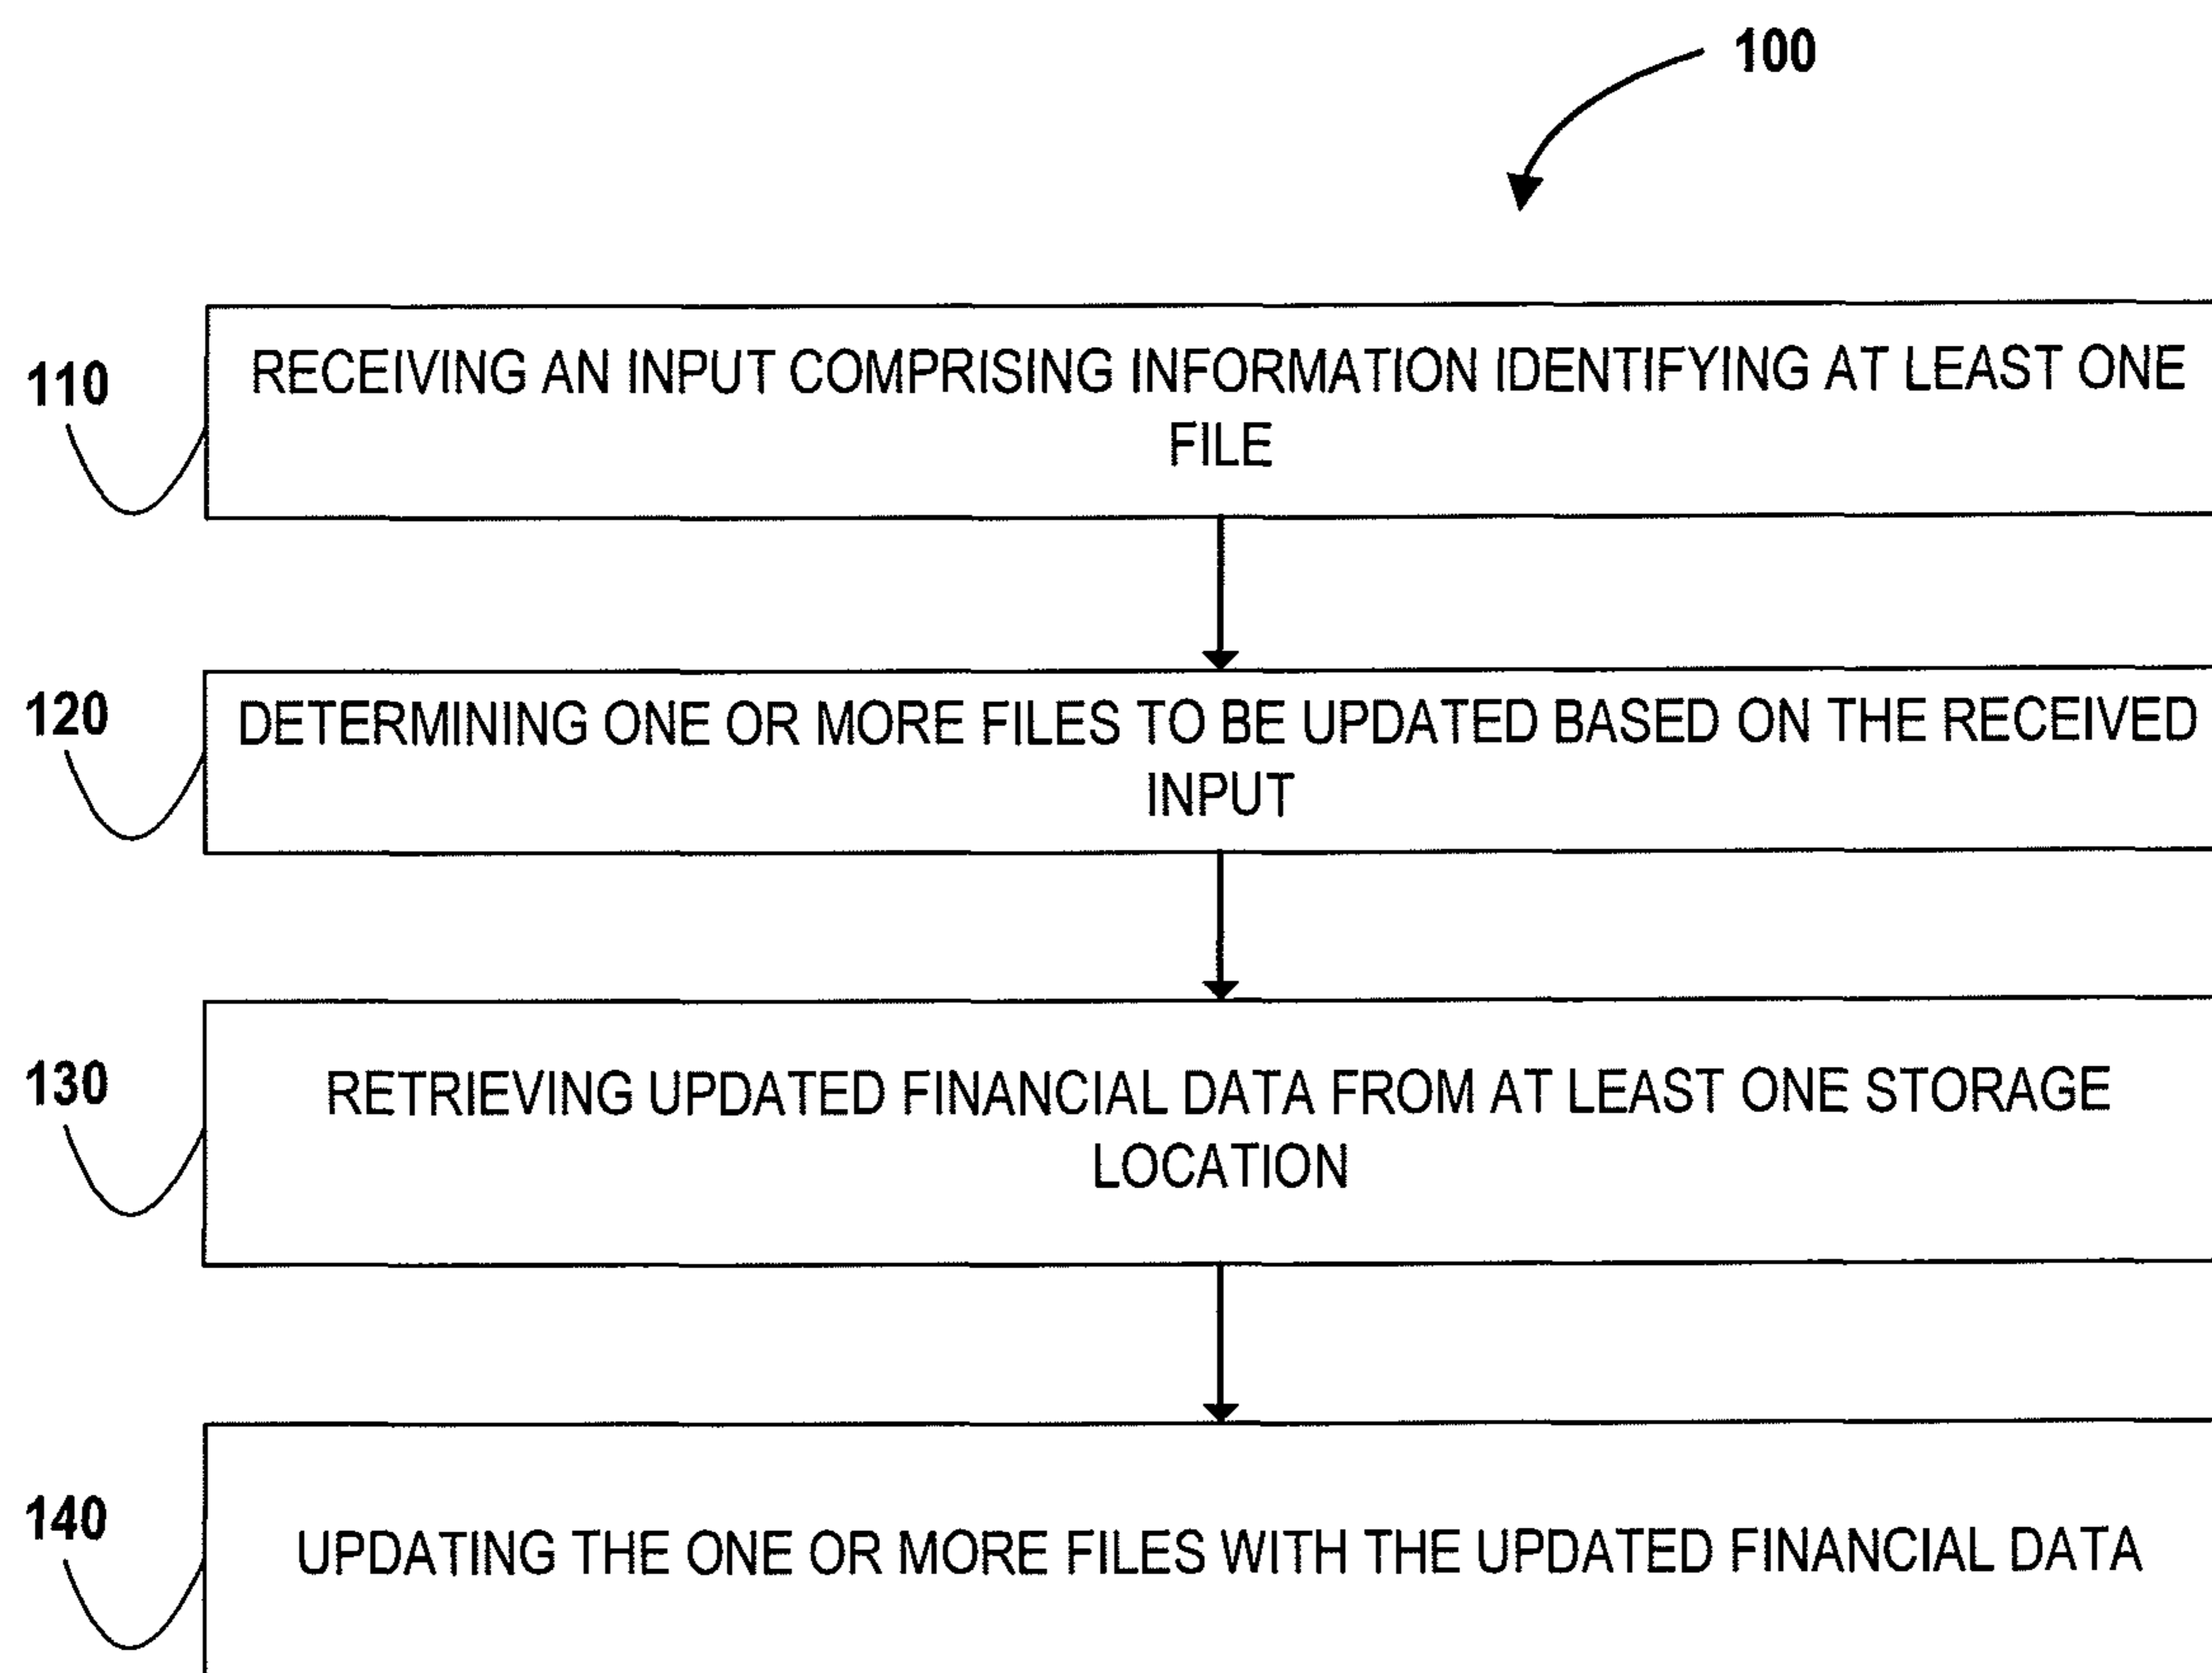 100
110
RECEIVING AN INPUT COMPRISING INFORMATION IDENTIFYING AT LEAST ONE
FILE
120
DETERMINING ONE OR MORE FILES TO BE UPDATED BASED ON THE RECEIVED
INPUT
130
RETRIEVING UPDATED FINANCIAL DATA FROM AT LEAST ONE STORAGE
LOCATION
140
UPDATING THE ONE OR MORE FILES WITH THE UPDATED FINANCIAL DATA